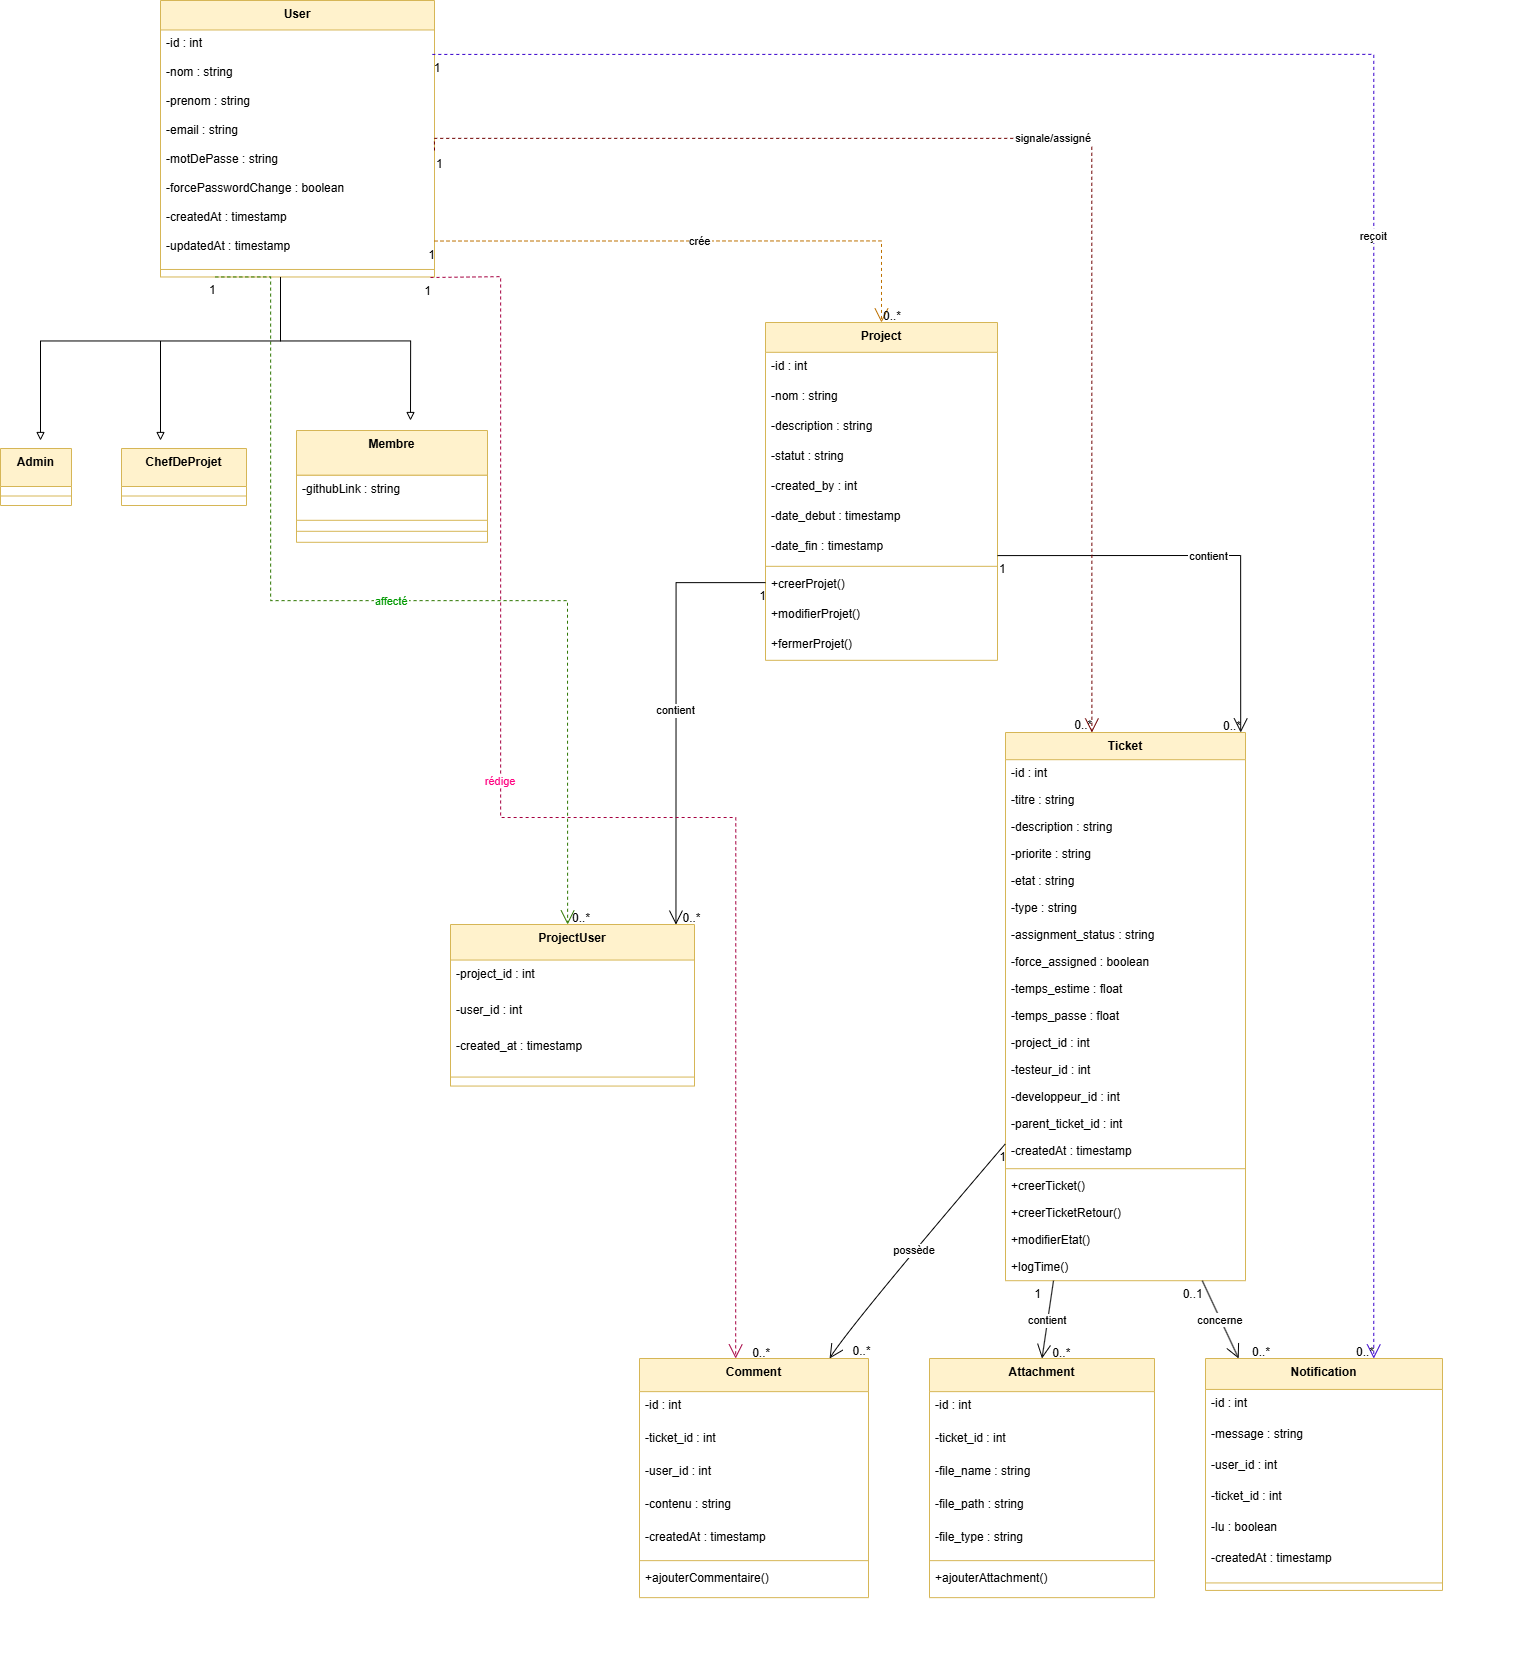 User
-id : int
-nom : string
-prenom : string
-email : string
-motDePasse : string
-forcePasswordChange : boolean
-createdAt : timestamp
-updatedAt : timestamp
1
1
1
1
1
signale/assigné
crée
reçoit
0..*
Admin
ChefDeProjet
Membre
-githubLink : string
Project
-id : int
-nom : string
-description : string
-statut : string
-created_by : int
-date_debut : timestamp
-date_fin : timestamp
+creerProjet()
+modifierProjet()
+fermerProjet()
1
contient
1
affecté
contient
rédige
0..*
0..*
Ticket
-id : int
-titre : string
-description : string
-priorite : string
-etat : string
-type : string
-assignment_status : string
-force_assigned : boolean
-temps_estime : float
-temps_passe : float
-project_id : int
-testeur_id : int
-developpeur_id : int
-parent_ticket_id : int
-createdAt : timestamp
+creerTicket()
+creerTicketRetour()
+modifierEtat()
+logTime()
0..*
0..*
ProjectUser
-project_id : int
-user_id : int
-created_at : timestamp
1
possède
1
contient
0..1
concerne
0..*
0..*
0..*
0..*
0..*
Comment
-id : int
-ticket_id : int
-user_id : int
-contenu : string
-createdAt : timestamp
+ajouterCommentaire()
Attachment
-id : int
-ticket_id : int
-file_name : string
-file_path : string
-file_type : string
+ajouterAttachment()
Notification
-id : int
-message : string
-user_id : int
-ticket_id : int
-lu : boolean
-createdAt : timestamp